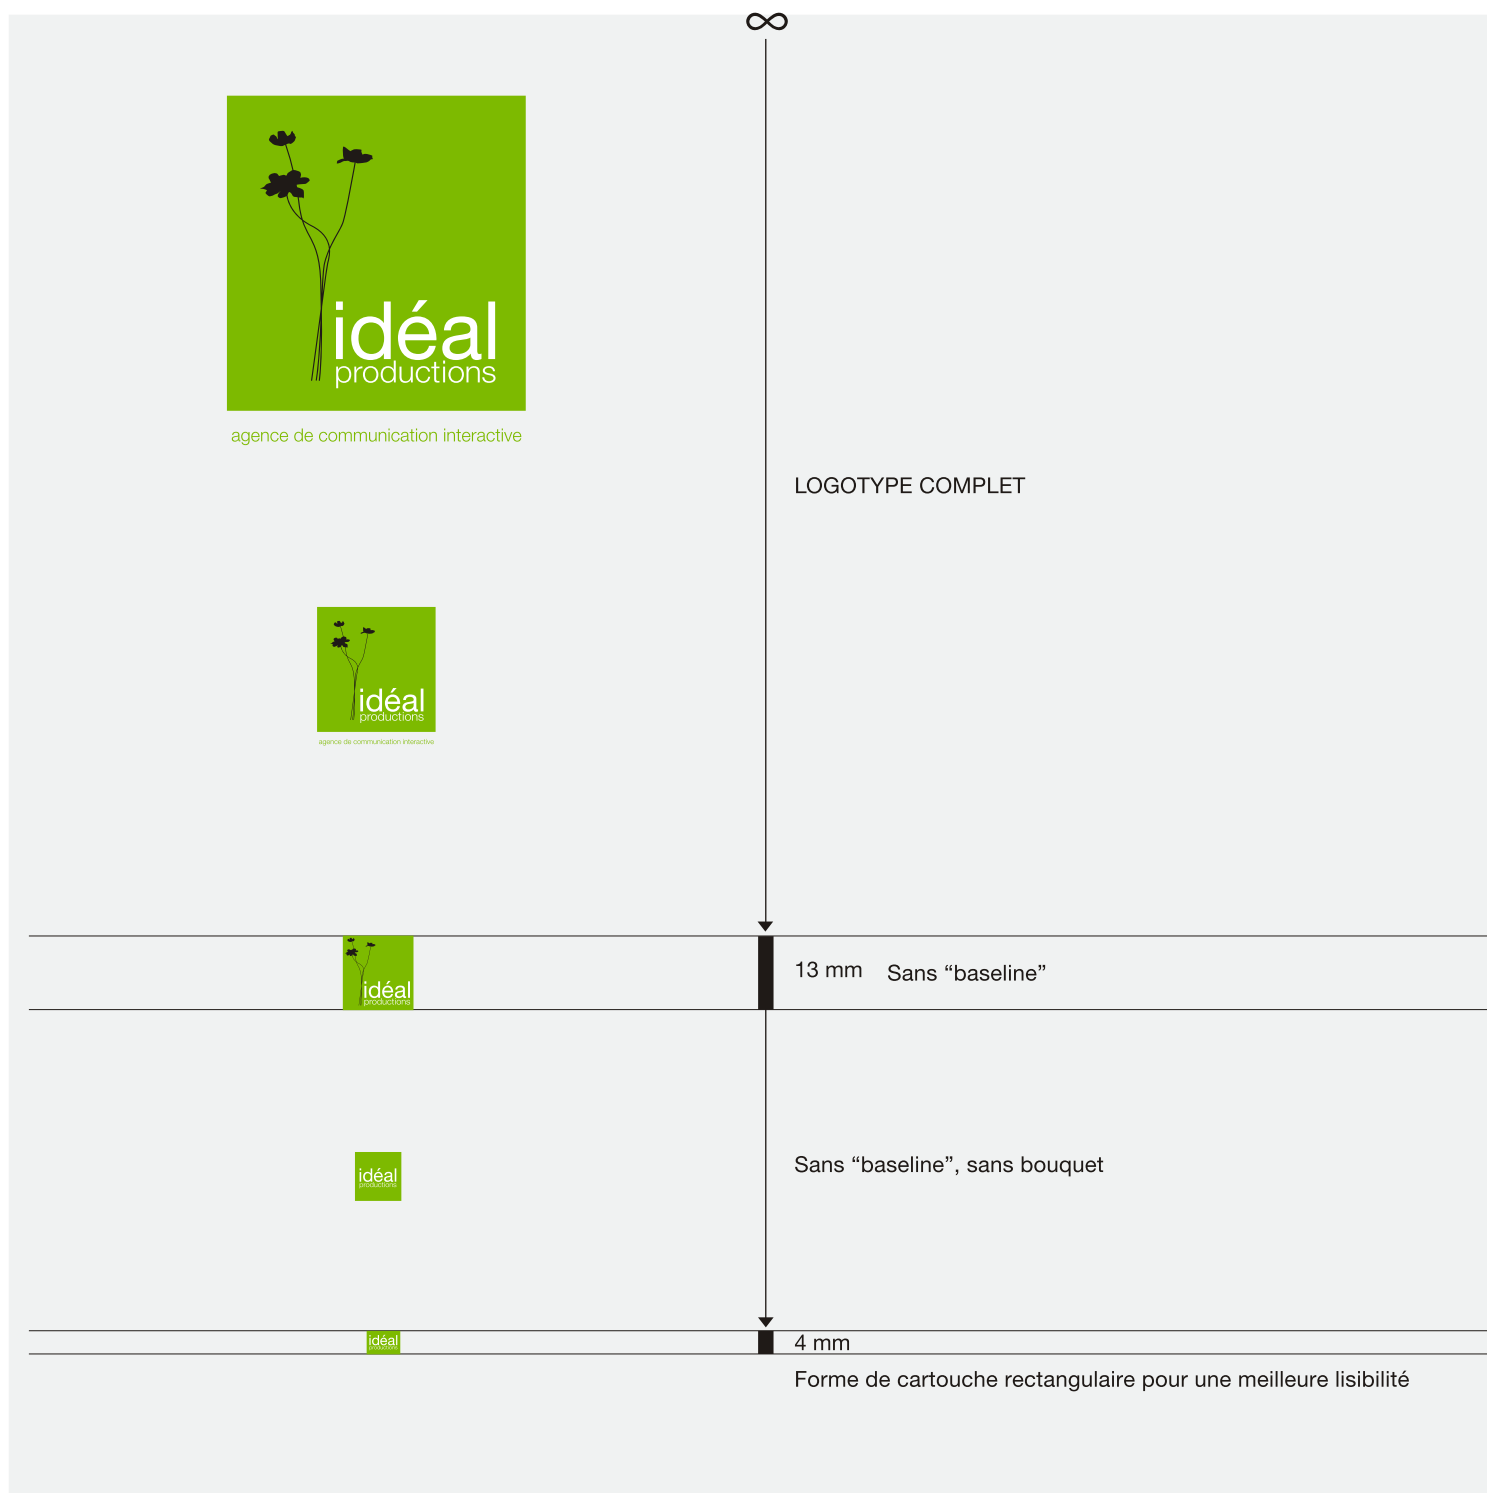 ∞
idéal
productions
agence de communication interactive
LOGOTYPE COMPLET
idéal
productions
agence de communication interactive
idéal
productions
13 mm Sans “baseline”
idéal
productions
Sans “baseline”, sans bouquet
idéal
productions
4 mm
Forme de cartouche rectangulaire pour une meilleure lisibilité